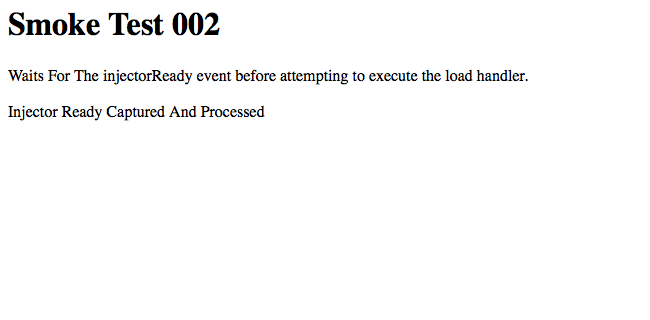 Smoke Test 002
Waits For The injectorReady event before attempting to execute the load handler.
Injector Ready Captured And Processed